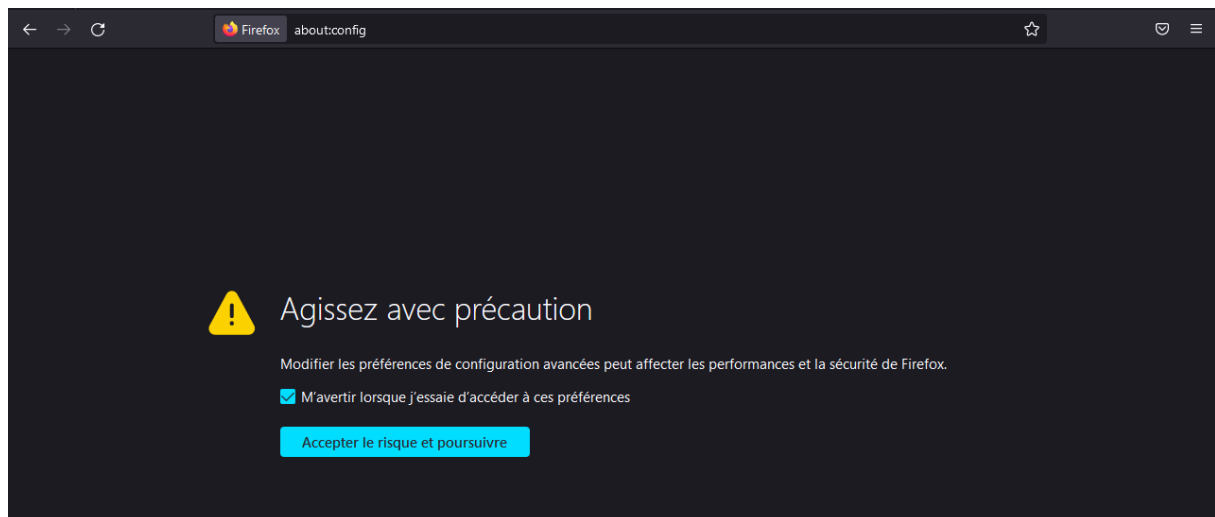 Firefox about:config
Agissez avec précaution
Modifier les préférences de configuration avancées peut affecter les performances et la sécurité de Firefox.
M’avertir lorsque j’essaie d’accéder à ces préférences
Accepter le risque et poursuivre